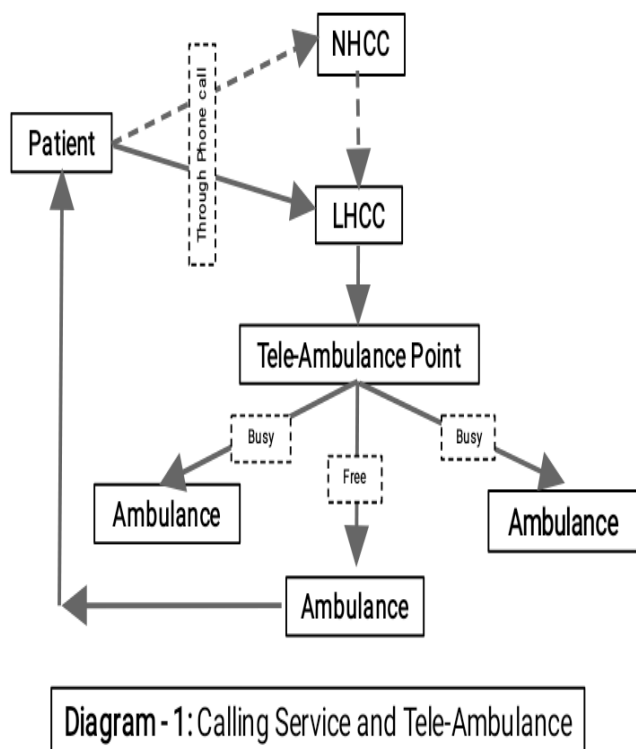 NHCC
Patient
Through Phone call
LHCC
Tele-Ambulance Point
Busy
Busy
Free
Ambulance
Ambulance
Ambulance
Diagram - 1: Calling Service and Tele-Ambulance